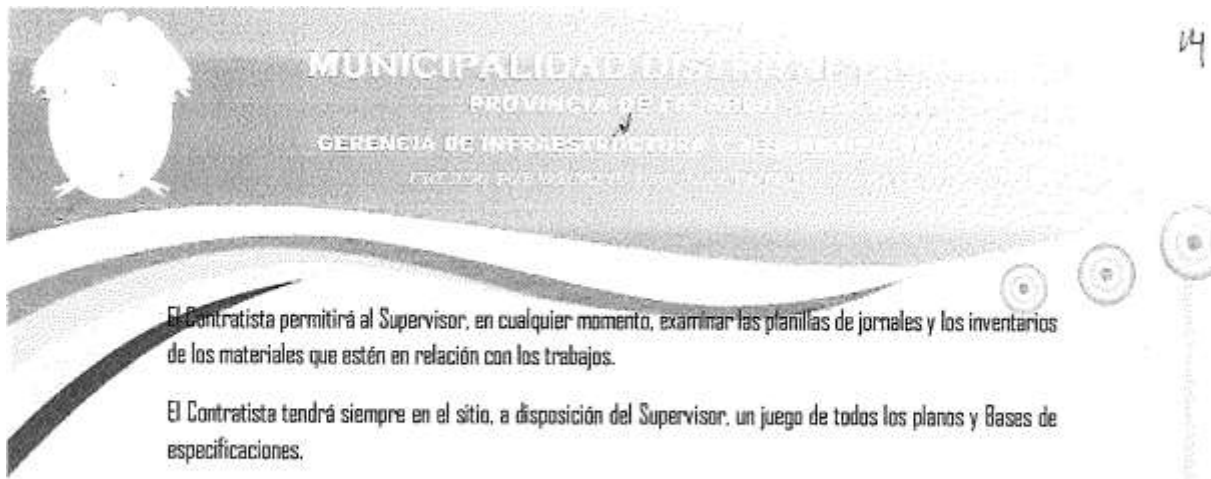 14
MUNICIPALIDAD
PROVINCIA DE
GERENCIA DE INFRAESTRUCTURA Y
El Contratista permitirá al Supervisor, en cualquier momento, examinar las planillas de jornales y los inventarios
de los materiales que estén en relación con los trabajos.
El Contratista tendrá siempre en el sitio, a disposición del Supervisor, un juego de todos los planos y Bases de
especificaciones.